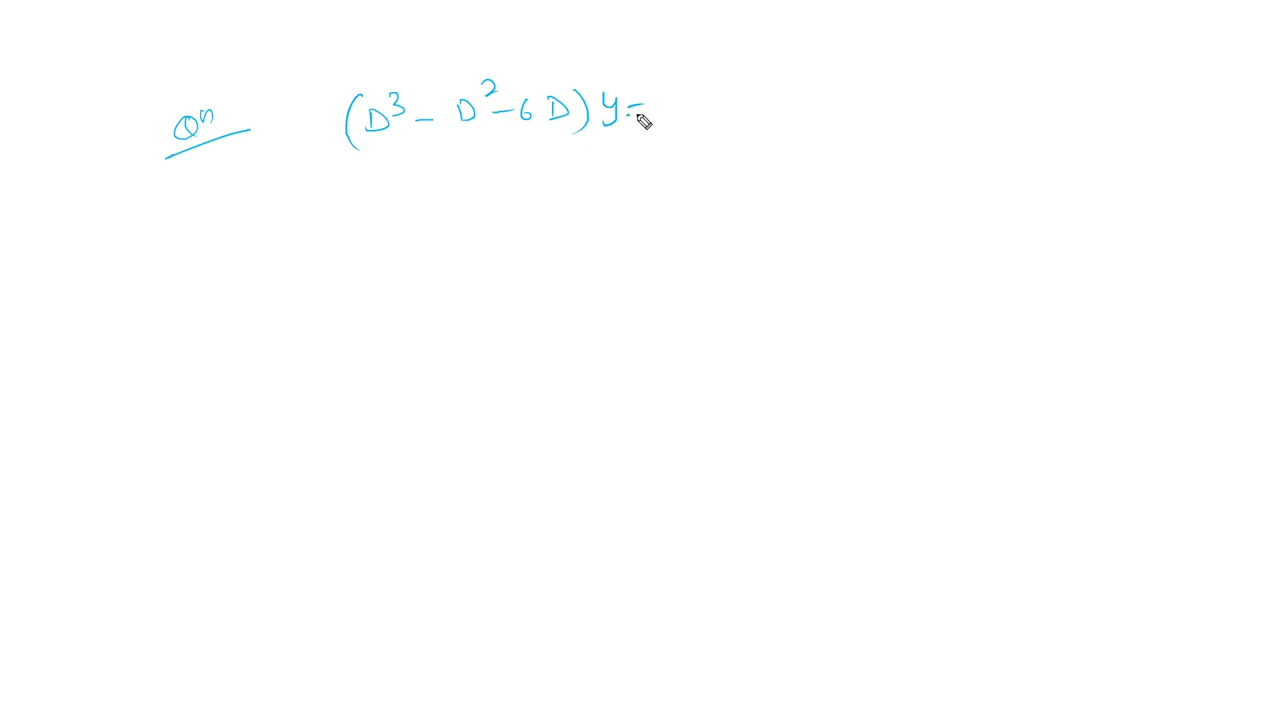 Qⁿ (D³ - D² - 6D) y =